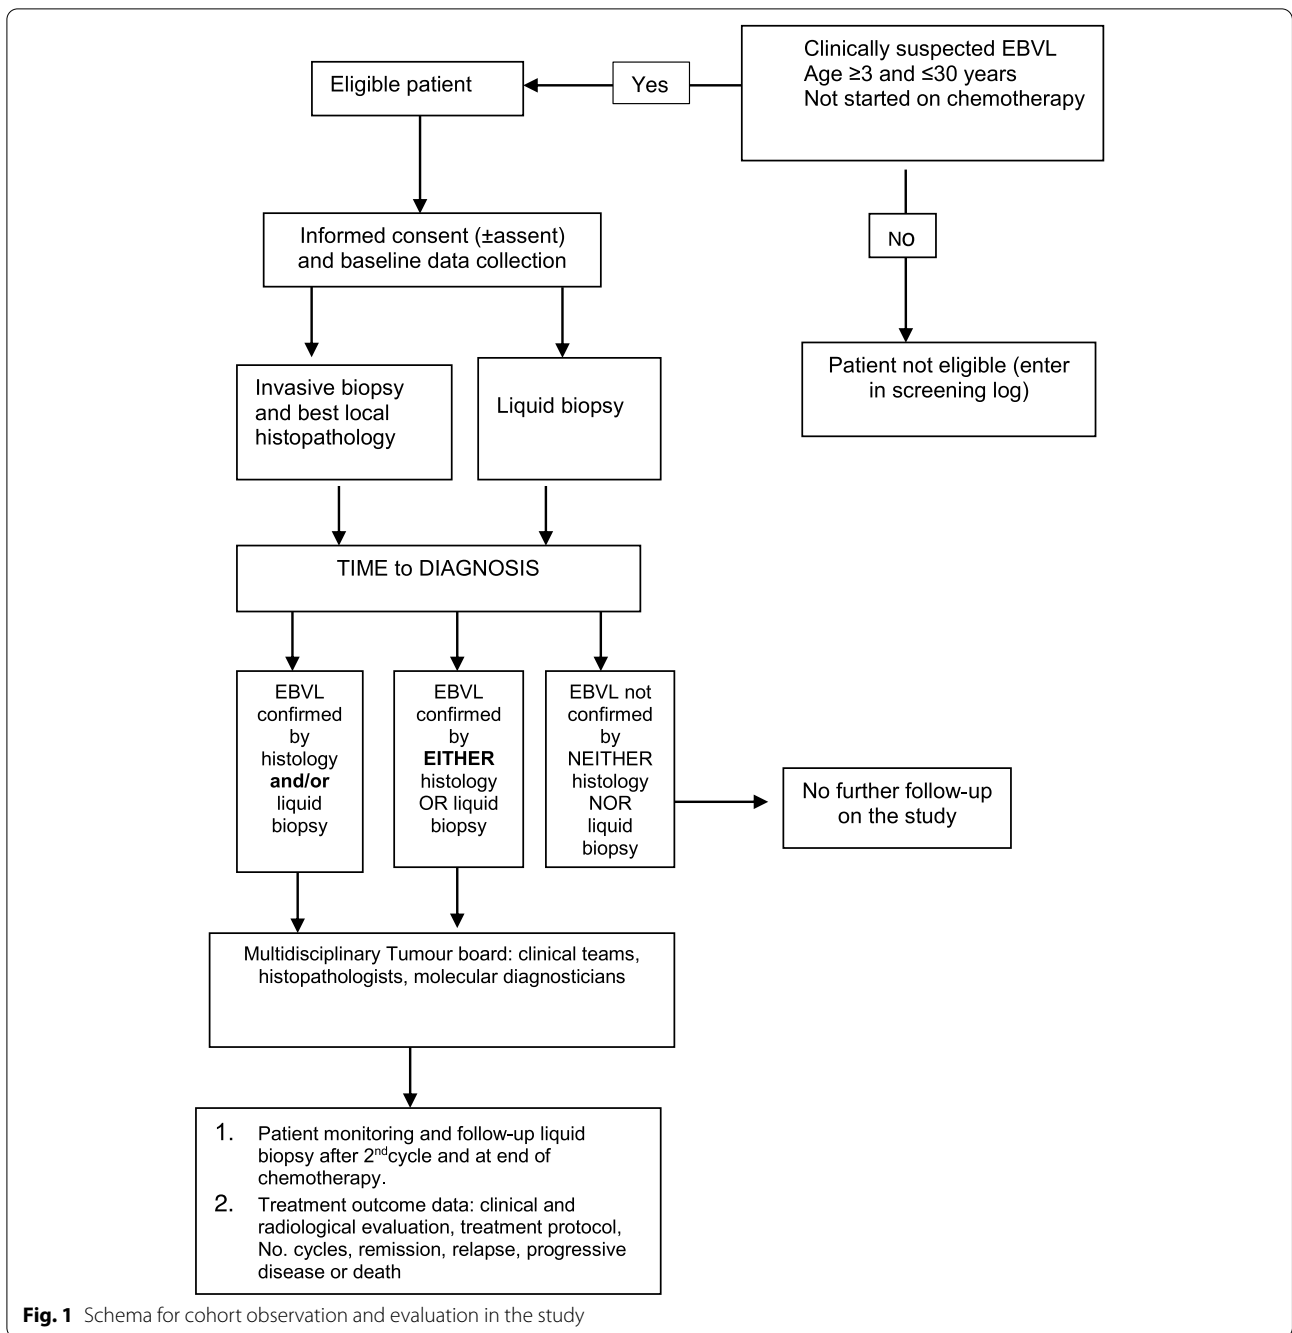 Clinically suspected EBVL
Age ≥3 and ≤30 years
Not started on chemotherapy
Yes
Eligible patient
No
Informed consent (±assent)
and baseline data collection
Patient not eligible (enter
in screening log)
Invasive biopsy
and best local
histopathology
Liquid biopsy
TIME to DIAGNOSIS
EBVL
confirmed
by
histology
and/or
liquid
biopsy
EBVL
confirmed
by
EITHER
histology
OR liquid
biopsy
EBVL not
confirmed
by
NEITHER
histology
NOR
liquid
biopsy
No further follow-up
on the study
Multidisciplinary Tumour board: clinical teams,
histopathologists, molecular diagnosticians
1. Patient monitoring and follow-up liquid
biopsy after 2ndcycle and at end of
chemotherapy.
2. Treatment outcome data: clinical and
radiological evaluation, treatment protocol,
No. cycles, remission, relapse, progressive
disease or death
Fig. 1 Schema for cohort observation and evaluation in the study